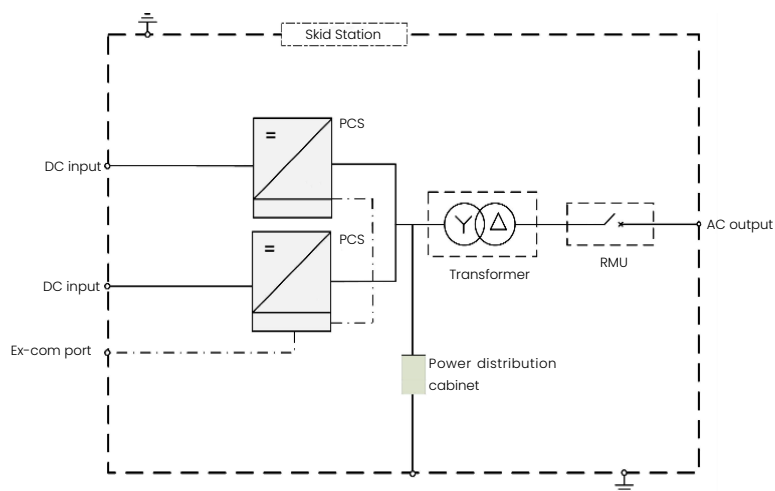 Skid Station
PCS
DC input
PCS
AC output
RMU
Transformer
DC input
Ex-com port
Power distribution
cabinet